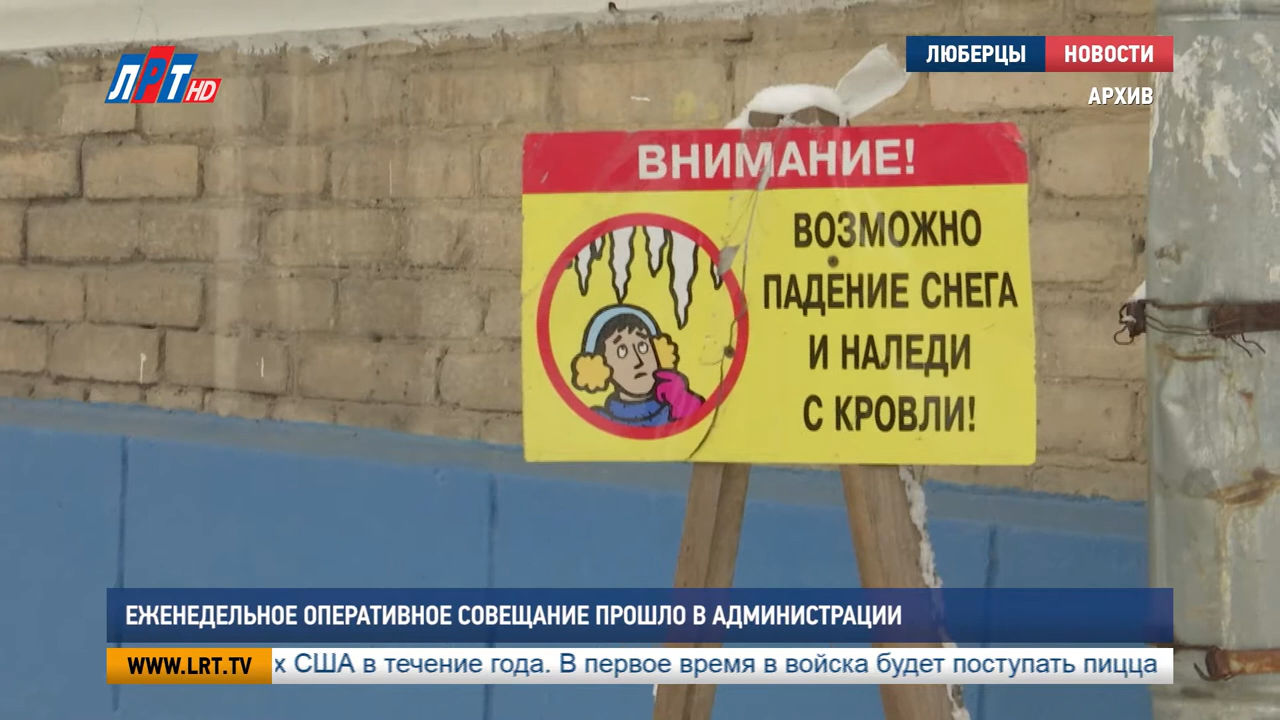 ЛРТ HD
ЛЮБЕРЦЫ НОВОСТИ
АРХИВ
ВНИМАНИЕ!
ВОЗМОЖНО
ПАДЕНИЕ СНЕГА
И НАЛЕДИ
С КРОВЛИ!
ЕЖЕНЕДЕЛЬНОЕ ОПЕРАТИВНОЕ СОВЕЩАНИЕ ПРОШЛО В АДМИНИСТРАЦИИ
WWW.LRT.TV х США в течение года. В первое время в войска будет поступать пицца